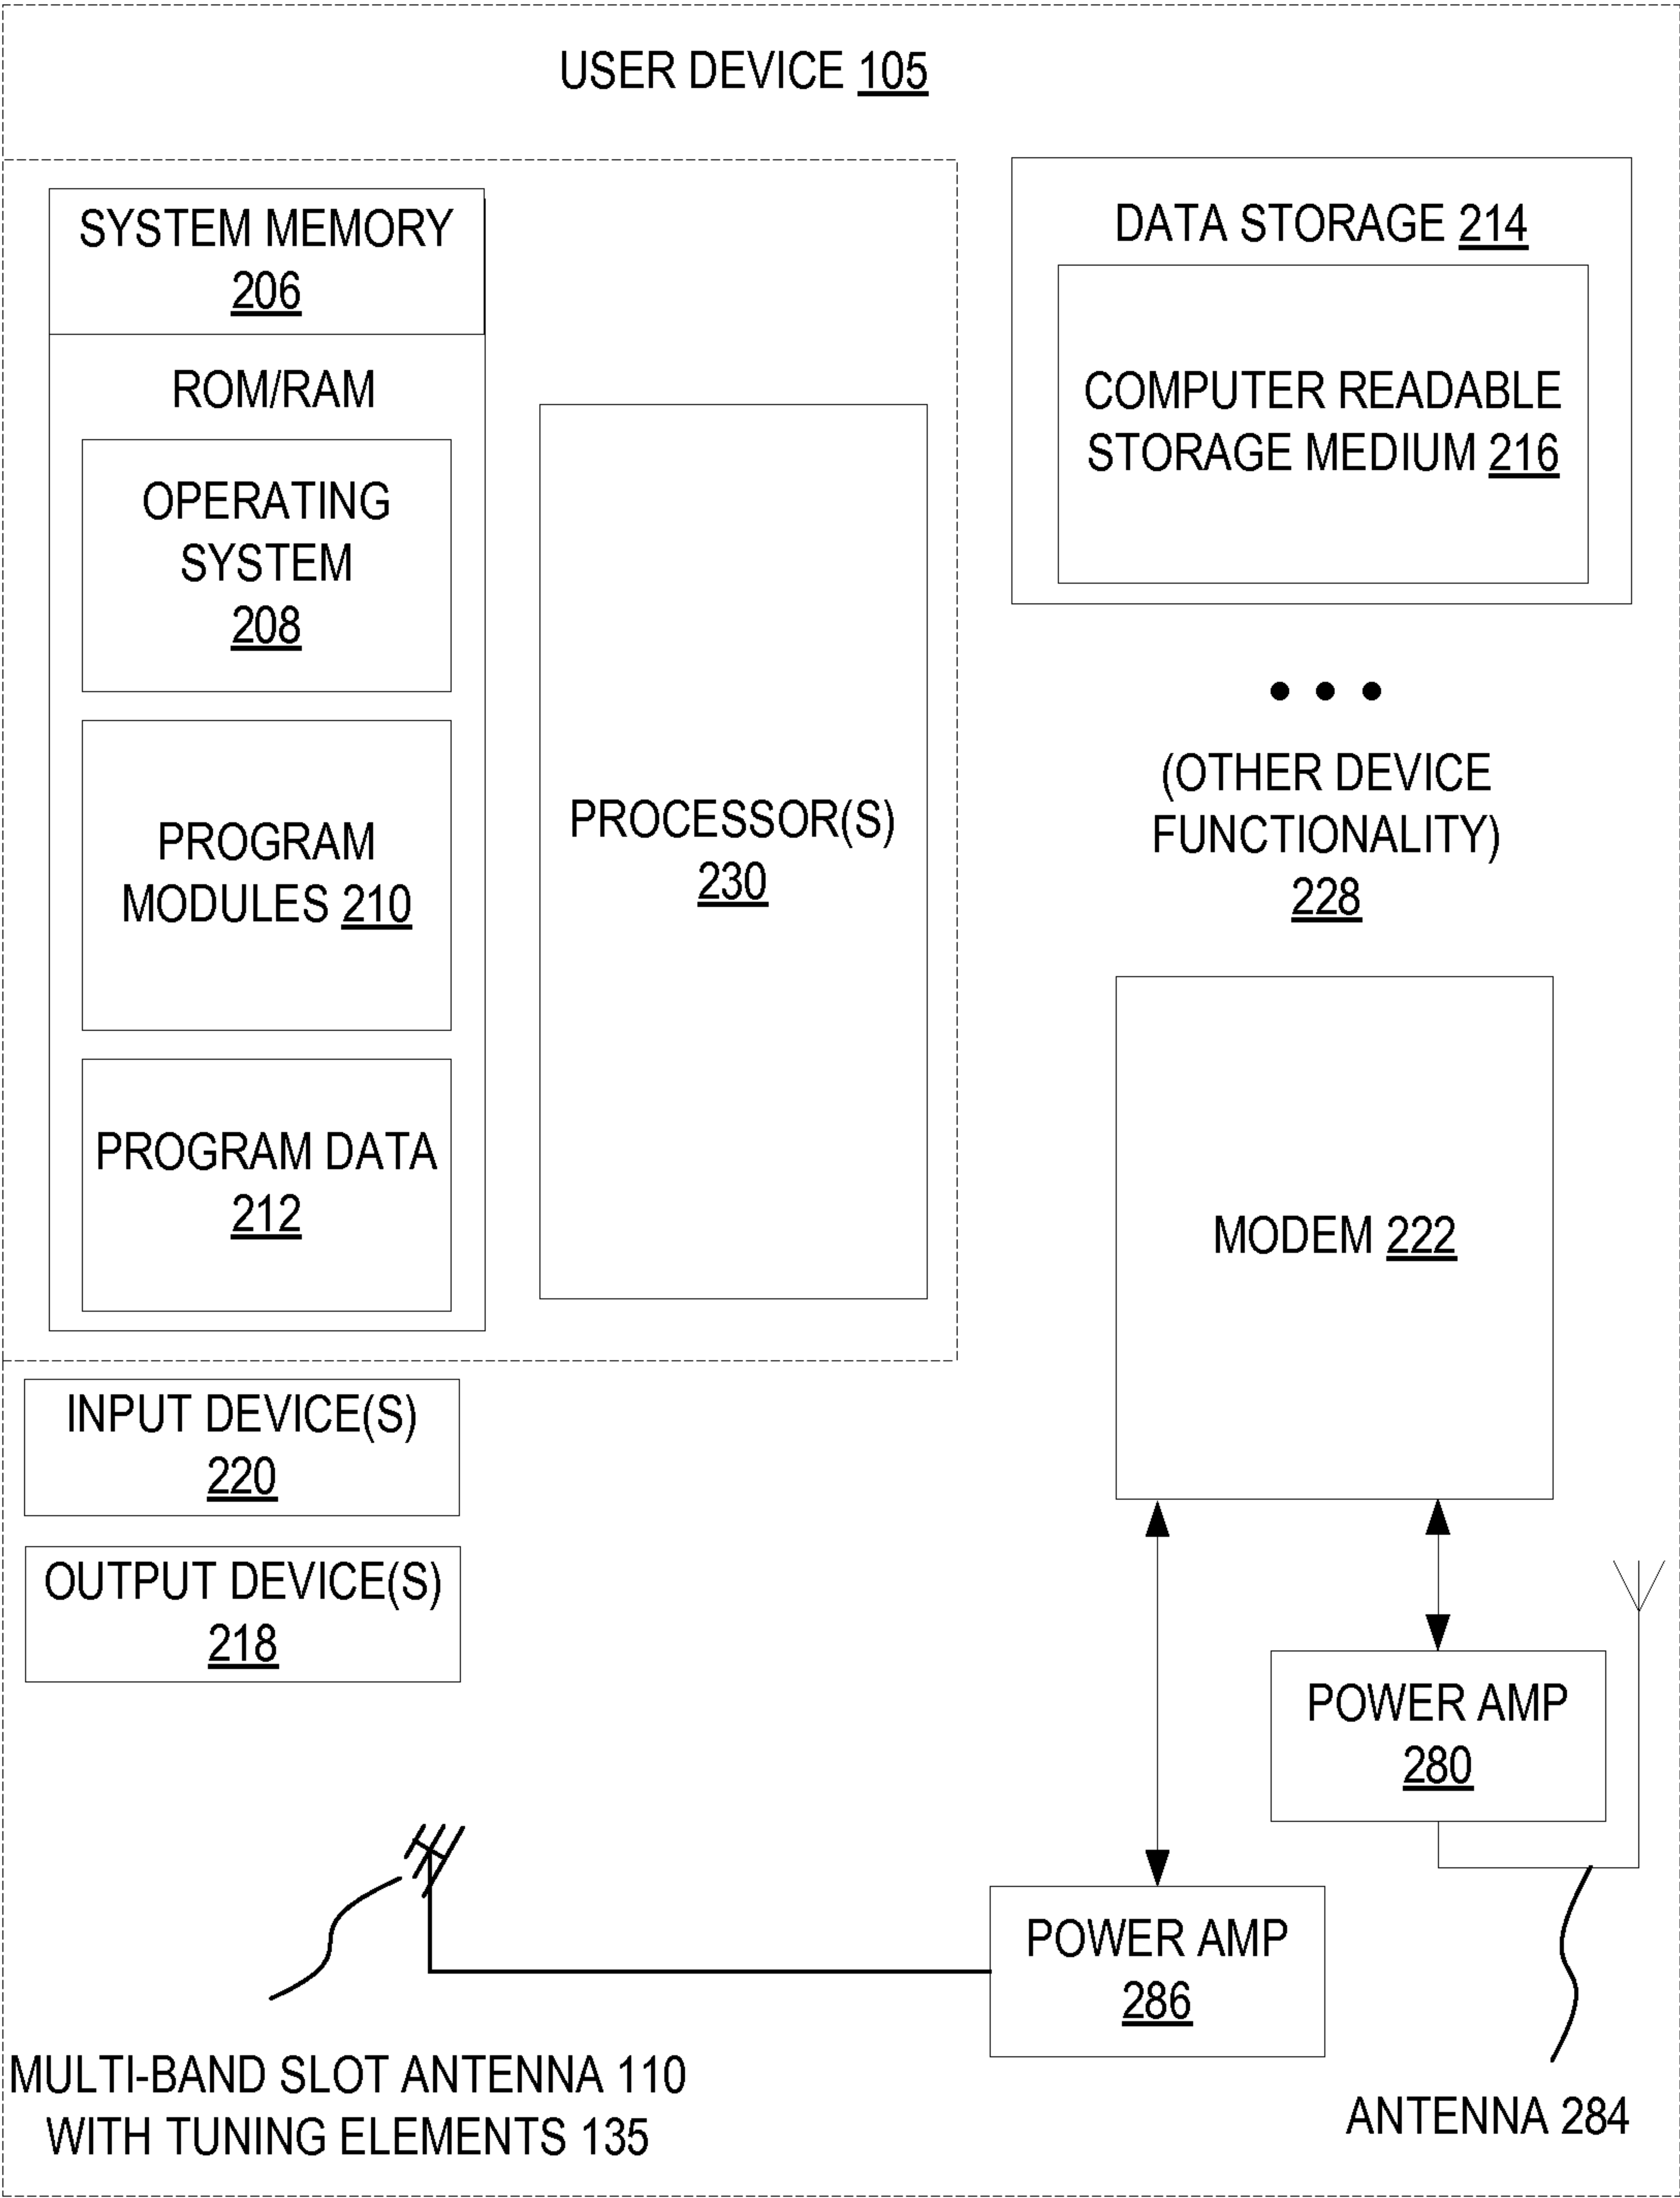 USER DEVICE 105
SYSTEM MEMORY
206
ROM/RAM
OPERATING
SYSTEM
208
PROGRAM
MODULES 210
PROGRAM DATA
212
PROCESSOR(S)
230
DATA STORAGE 214
COMPUTER READABLE
STORAGE MEDIUM 216
(OTHER DEVICE
FUNCTIONALITY)
228
MODEM 222
INPUT DEVICE(S)
220
OUTPUT DEVICE(S)
218
POWER AMP
280
POWER AMP
286
MULTI-BAND SLOT ANTENNA 110
WITH TUNING ELEMENTS 135
ANTENNA 284